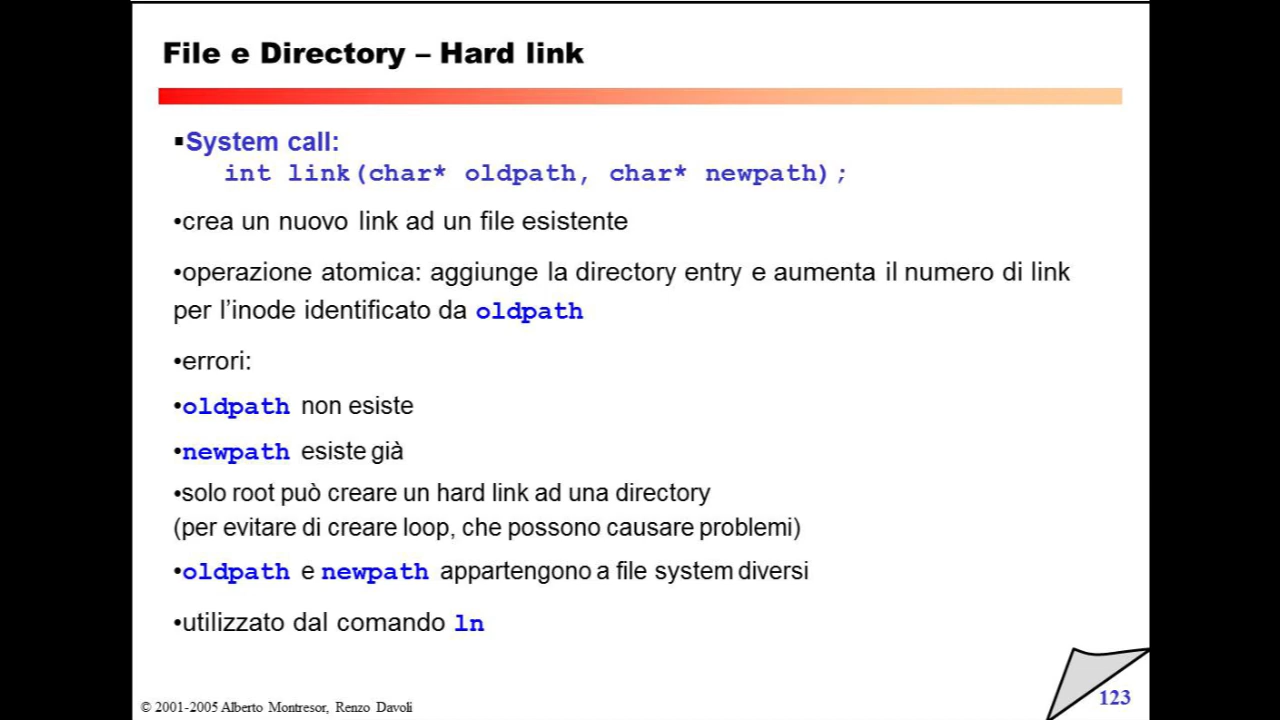 File e Directory – Hard link
▪System call:
int link(char* oldpath, char* newpath);
•crea un nuovo link ad un file esistente
•operazione atomica: aggiunge la directory entry e aumenta il numero di link
per l’inode identificato da oldpath
•errori:
•oldpath non esiste
•newpath esiste già
•solo root può creare un hard link ad una directory
(per evitare di creare loop, che possono causare problemi)
•oldpath e newpath appartengono a file system diversi
•utilizzato dal comando ln
© 2001-2005 Alberto Montresor, Renzo Davoli
123